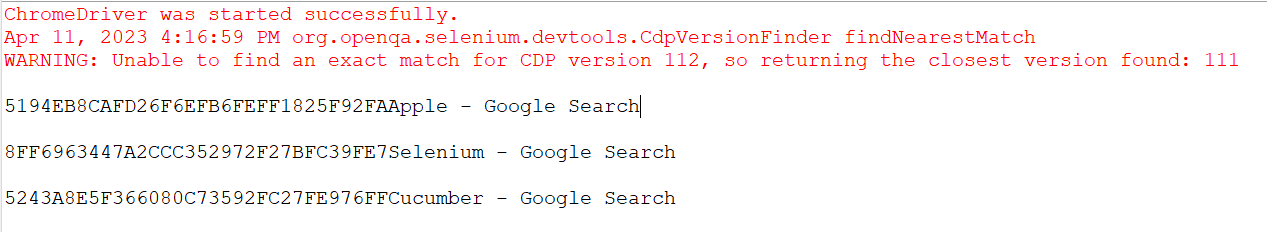 ChromeDriver was started successfully.
Apr 11, 2023 4:16:59 PM org.openqa.selenium.devtools.CdpVersionFinder findNearestMatch
WARNING: Unable to find an exact match for CDP version 112, so returning the closest version found: 111
5194EB8CAFD26F6EFB6FEFF1825F92FAApple - Google Search
8FF6963447A2CCC352972F27BFC39FE7Selenium - Google Search
5243A8E5F366080C73592FC27FE976FFCucumber - Google Search